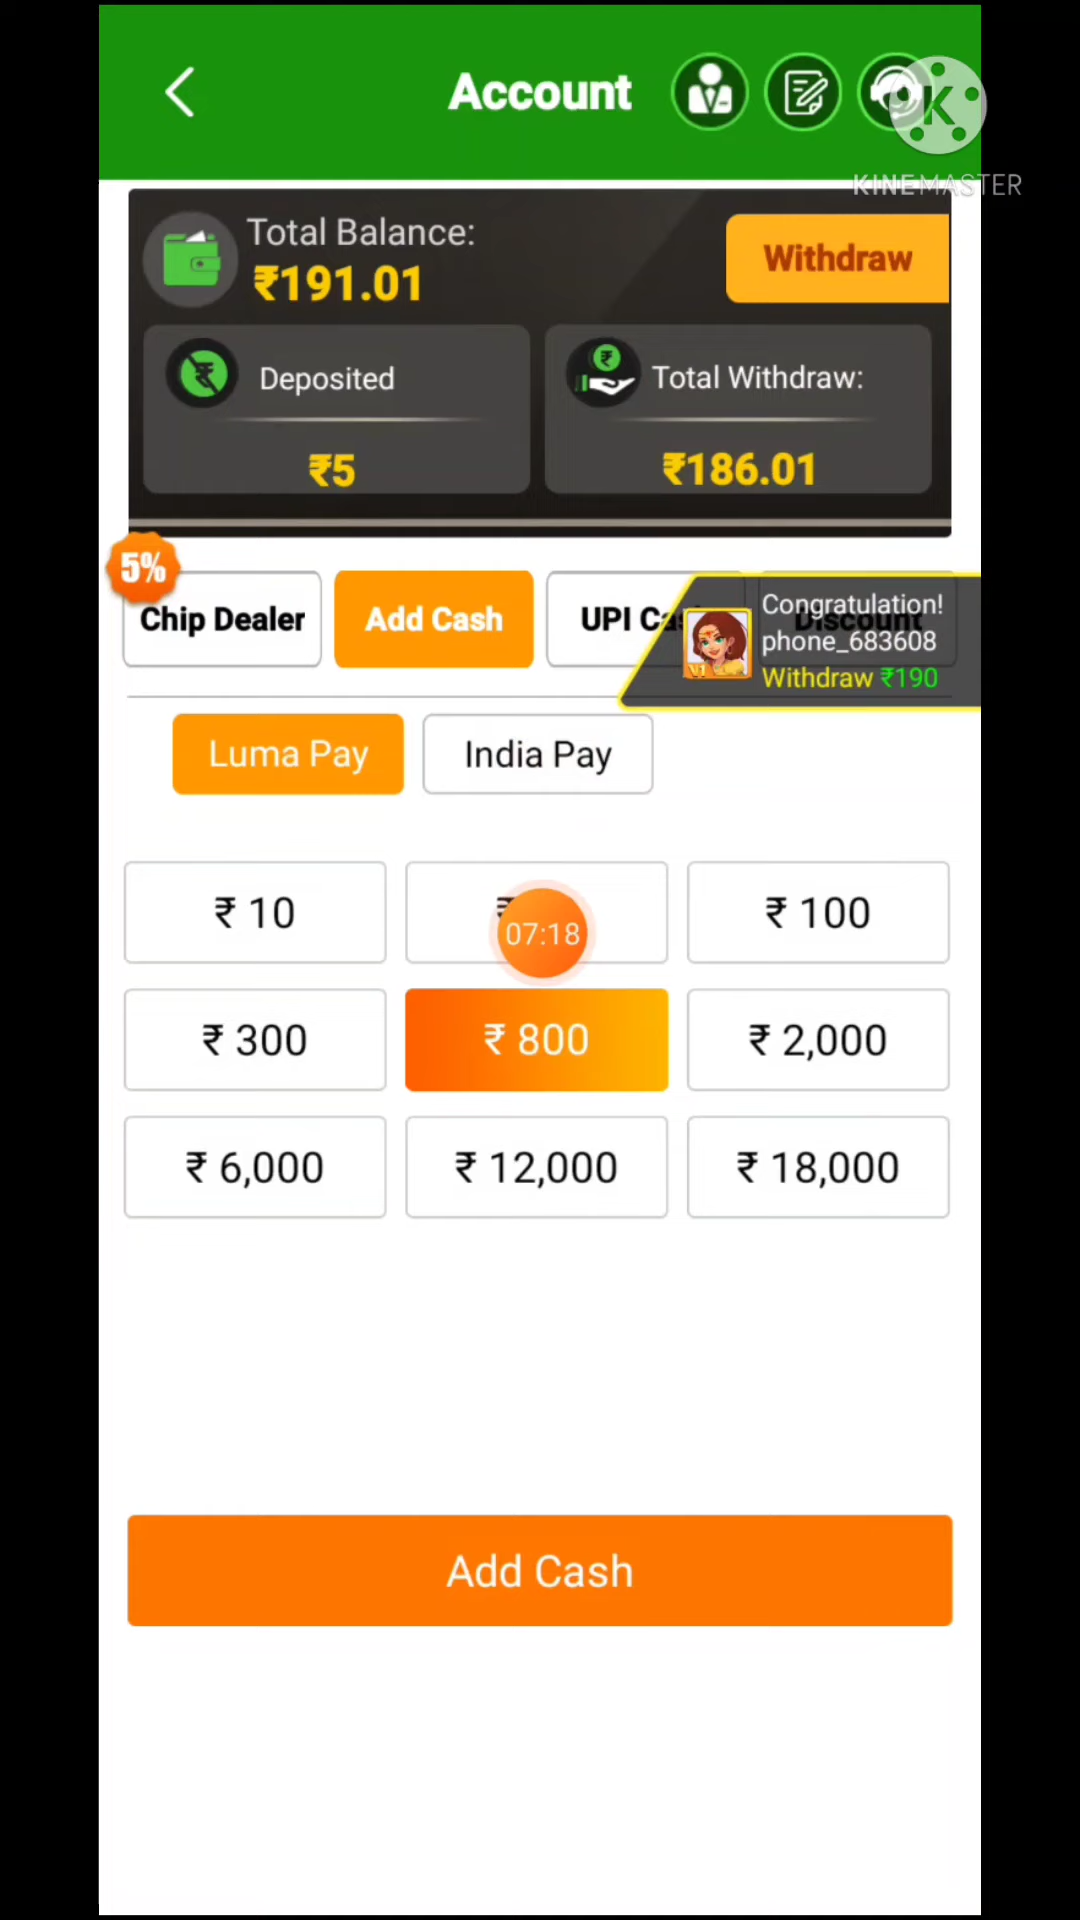 Account
KINEMASTER
Total Balance:
₹191.01
Withdraw
Deposited
Total Withdraw:
₹5
₹186.01
5%
Chip Dealer
Add Cash
UPI
Discount
Congratulation!
phone_683608
Withdraw ₹190
Luma Pay
India Pay
₹ 10
₹ 100
07:18
₹ 300
₹ 800
₹ 2,000
₹ 6,000
₹ 12,000
₹ 18,000
Add Cash